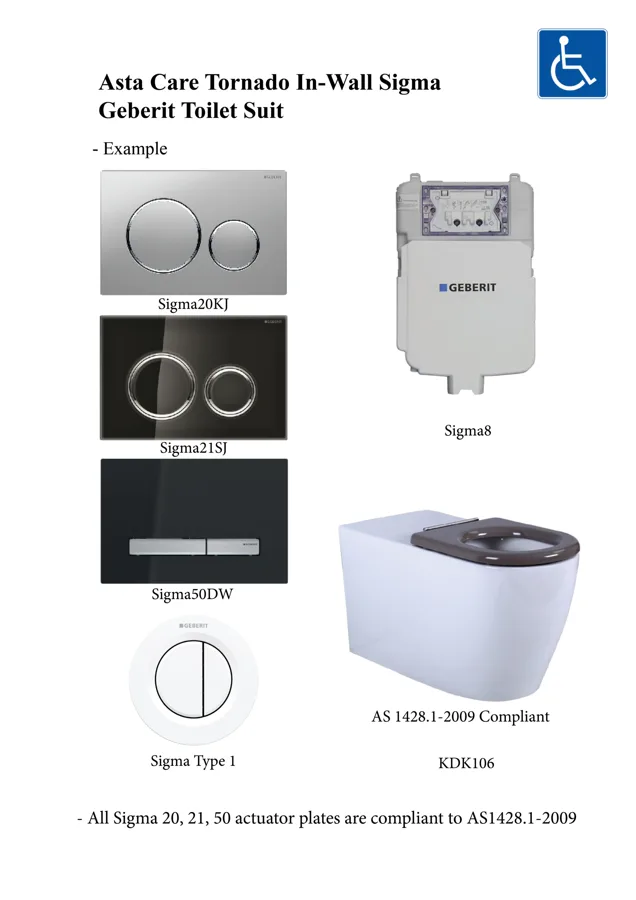 Asta Care Tornado In-Wall Sigma
Geberit Toilet Suit
- Example
Sigma20KJ
Sigma21SJ
Sigma50DW
GEBERIT
Sigma Type 1
GEBERIT
Sigma8
AS 1428.1-2009 Compliant
KDK106
- All Sigma 20, 21, 50 actuator plates are compliant to AS1428.1-2009